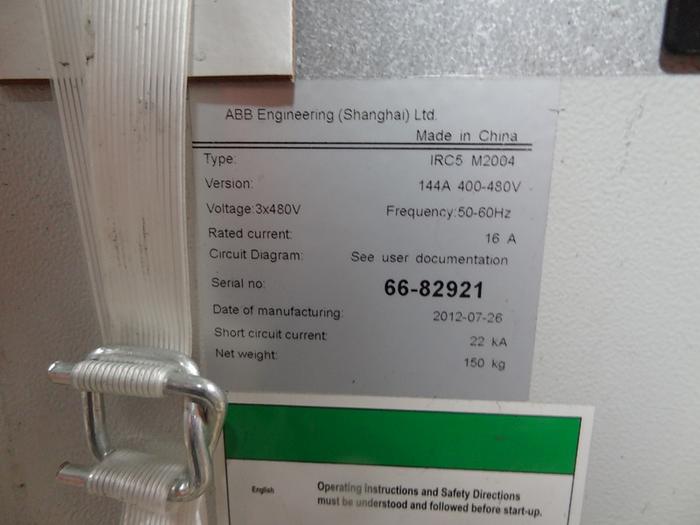 ABB Engineering (Shanghai) Ltd.
Made in China
Type: IRC5 M2004
Version: 144A 400-480V
Voltage:3x480V Frequency:50-60Hz
Rated current: 16 A
Circuit Diagram: See user documentation
Serial no: 66-82921
Date of manufacturing: 2012-07-26
Short circuit current: 22 kA
Net weight: 150 kg
English Operating instructions and Safety Directions
must be understood and followed before start-up.